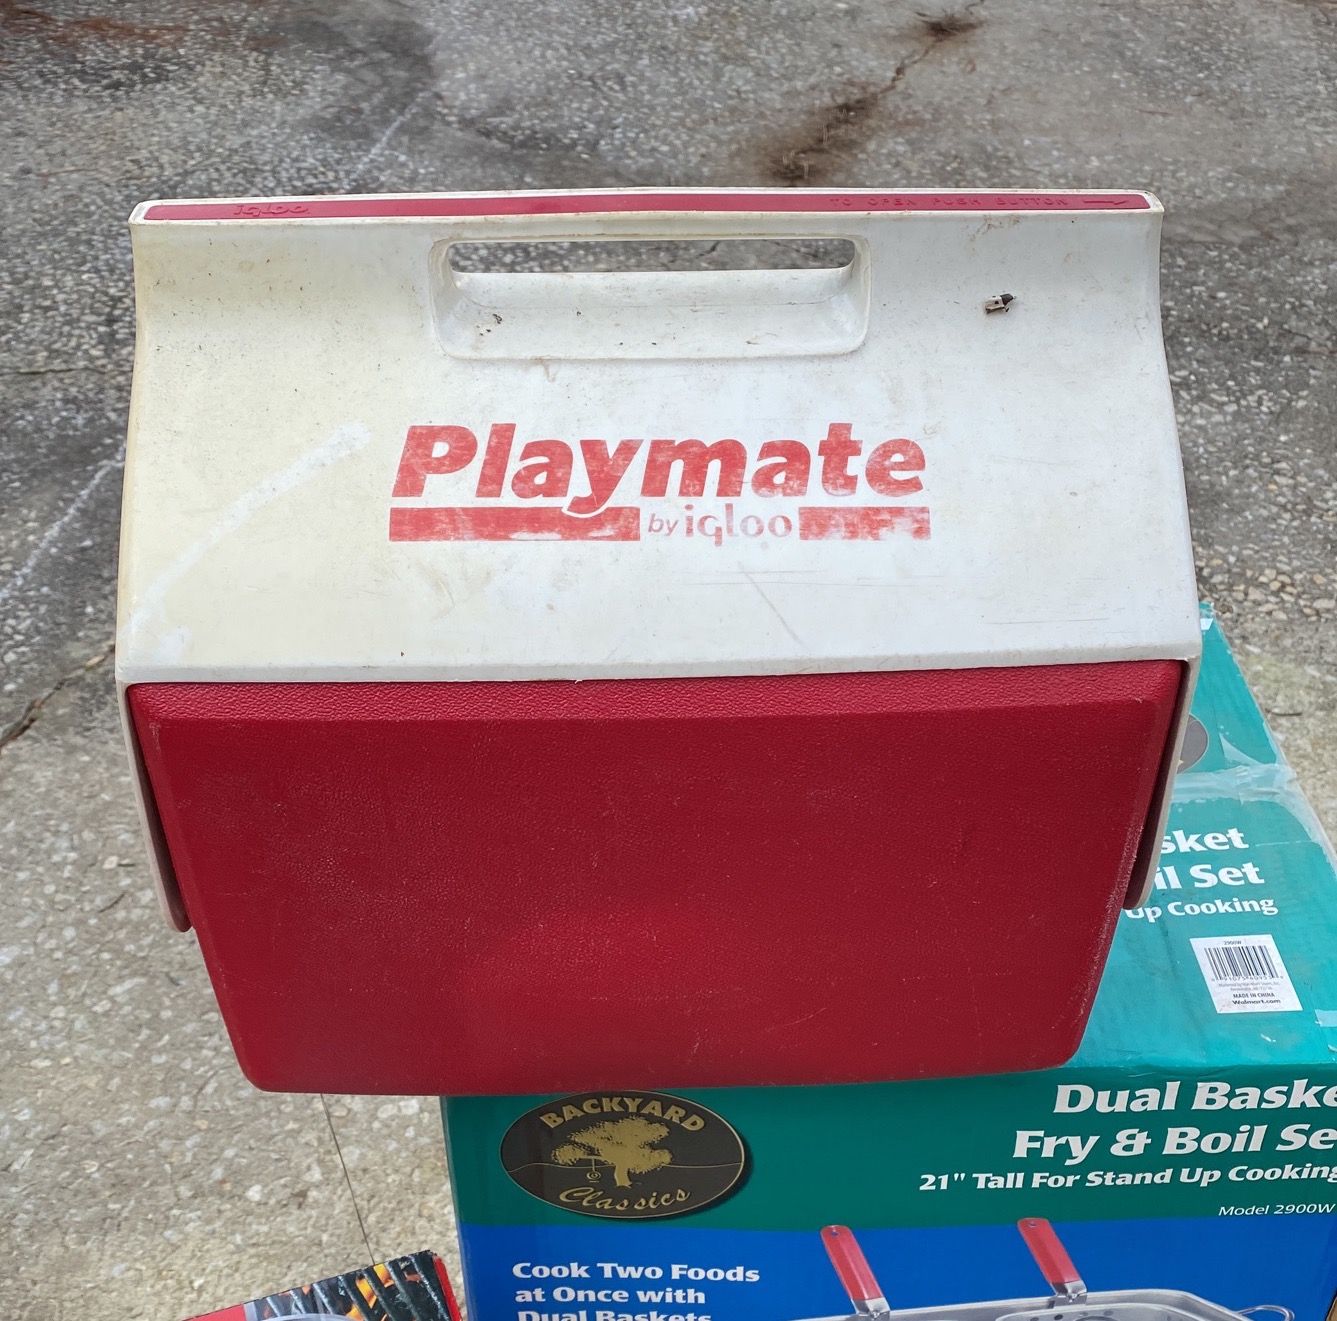 igloo
TO OPEN PUSH BUTTON
Playmate
by igloo
sket
il Set
Up Cooking
2900W
MADE IN CHINA
Walmart.com
BACKYARD
Classics
Dual Baske
Fry & Boil Se
21" Tall For Stand Up Cooking
Model 2900W
Cook Two Foods
at Once with
Dual Baskets